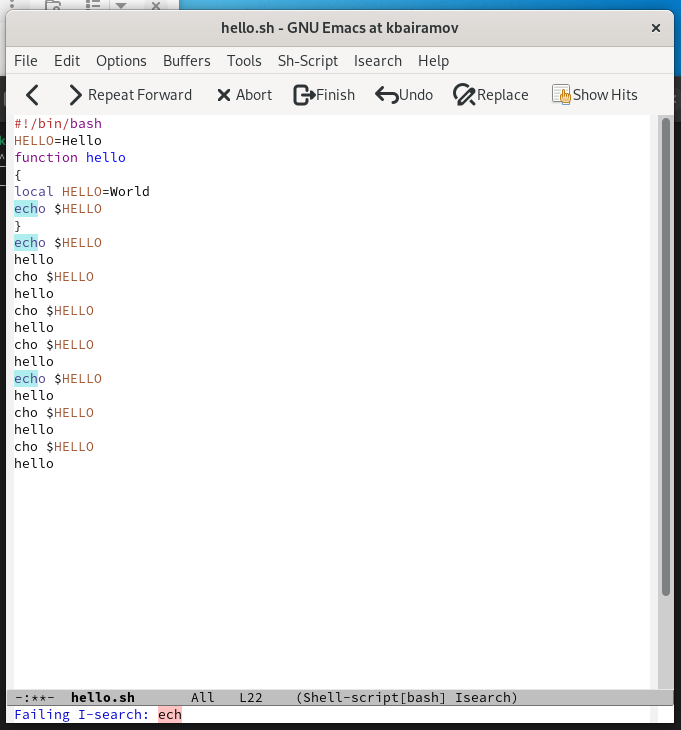 hello.sh - GNU Emacs at kbairamov
File Edit Options Buffers Tools Sh-Script Isearch Help
Repeat Forward Abort Finish Undo Replace Show Hits
#!/bin/bash
HELLO=Hello
function hello
{
local HELLO=World
echo $HELLO
}
echo $HELLO
hello
cho $HELLO
hello
cho $HELLO
hello
cho $HELLO
hello
echo $HELLO
hello
cho $HELLO
hello
cho $HELLO
hello
-:**- hello.sh All L22 (Shell-script[bash] Isearch)
Failing I-search: ech